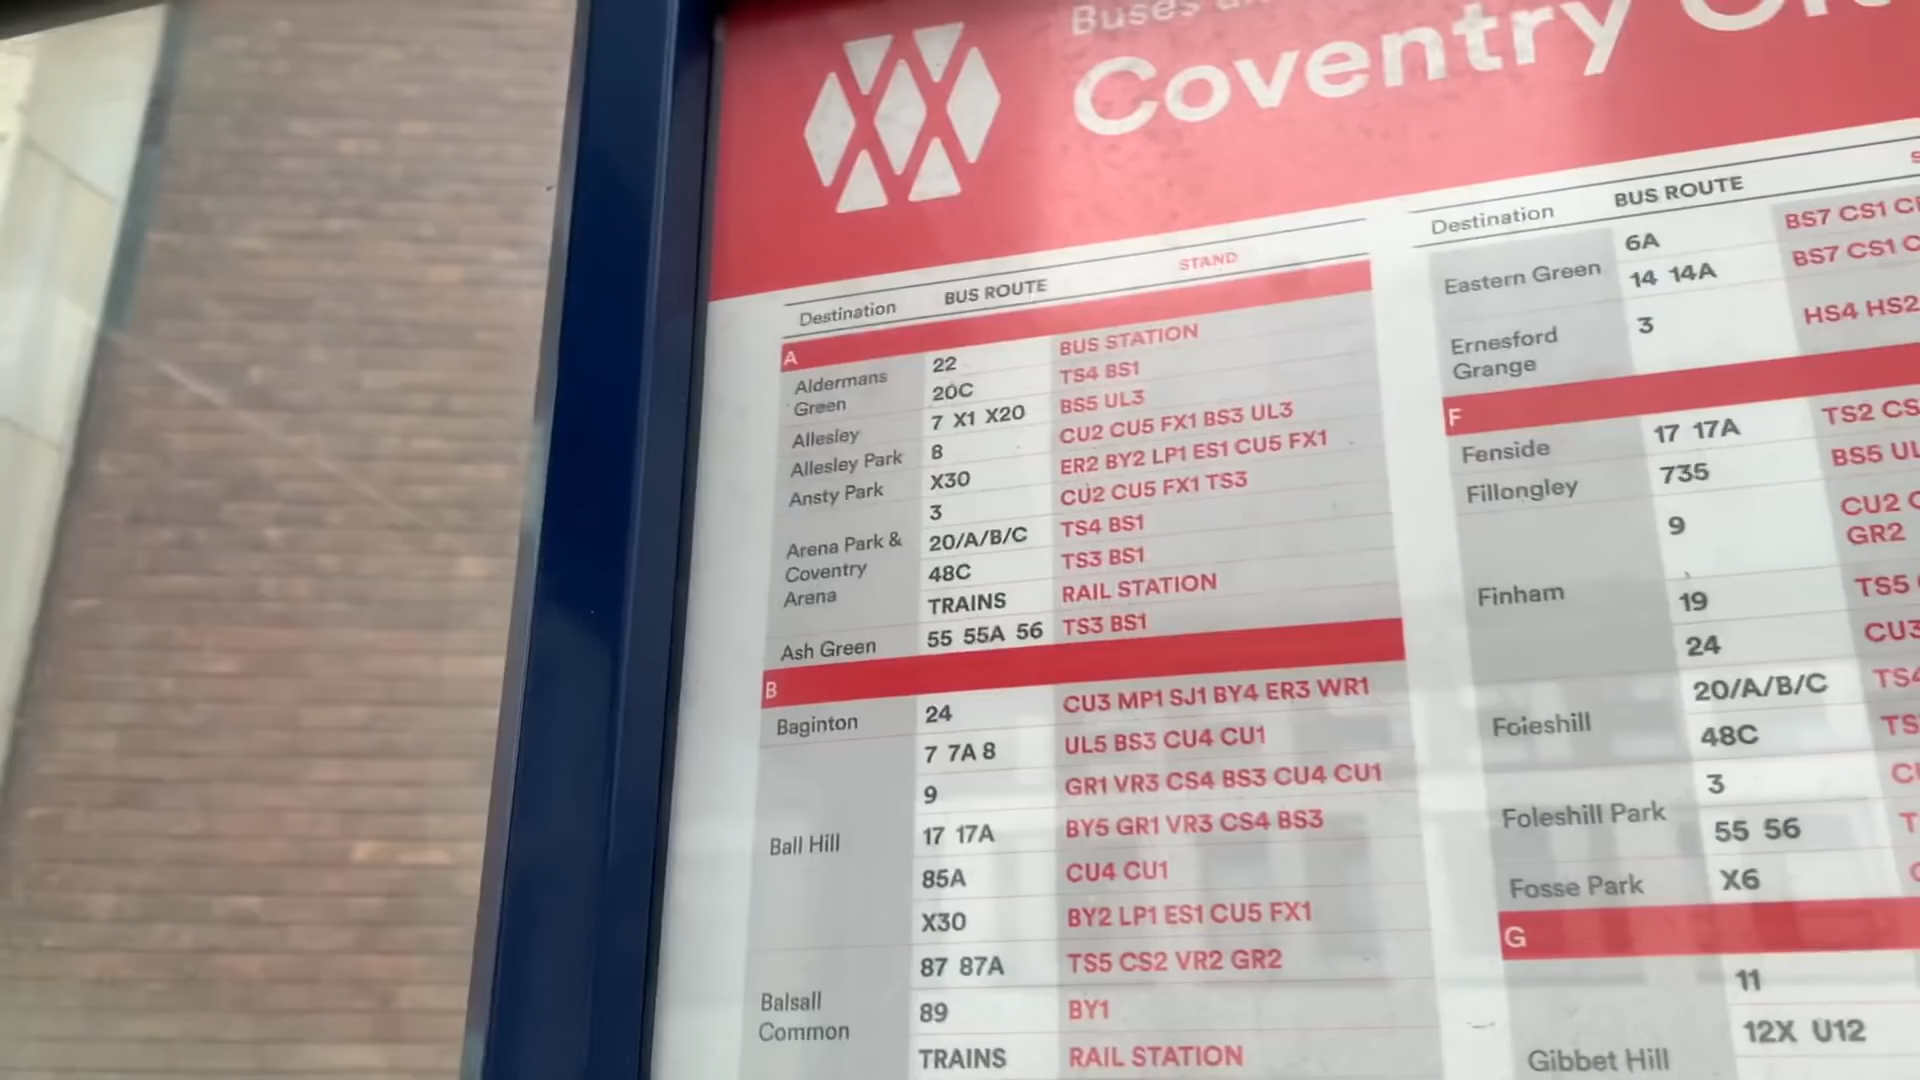 Buses
Coventry
Destination BUS ROUTE STAND
A
Aldermans Green 22 BUS STATION
20C TS4 BS1
Allesley 7 X1 X20 BS5 UL3
Allesley Park 8 CU2 CU5 FX1 BS3 UL3
Ansty Park X30 ER2 BY2 LP1 ES1 CU5 FX1
Arena Park & Coventry Arena 3 CU2 CU5 FX1 TS3
20/A/B/C TS4 BS1
48C TS3 BS1
TRAINS RAIL STATION
Ash Green 55 55A 56 TS3 BS1
B
Baginton 24 CU3 MP1 SJ1 BY4 ER3 WR1
Ball Hill 7 7A 8 UL5 BS3 CU4 CU1
9 GR1 VR3 CS4 BS3 CU4 CU1
17 17A BY5 GR1 VR3 CS4 BS3
85A CU4 CU1
X30 BY2 LP1 ES1 CU5 FX1
Balsall Common 87 87A TS5 CS2 VR2 GR2
89 BY1
TRAINS RAIL STATION
Destination BUS ROUTE
Eastern Green 6A BS7 CS1
14 14A BS7 CS1
Ernesford Grange 3 HS4 HS2
F
Fenside 17 17A TS2
Fillongley 735 BS5
Finham 9 CU2
GR2
19 TS5
24 CU3
Foleshill 20/A/B/C
48C
Foleshill Park 3
55 56
Fosse Park X6
G
11
Gibbet Hill 12X U12